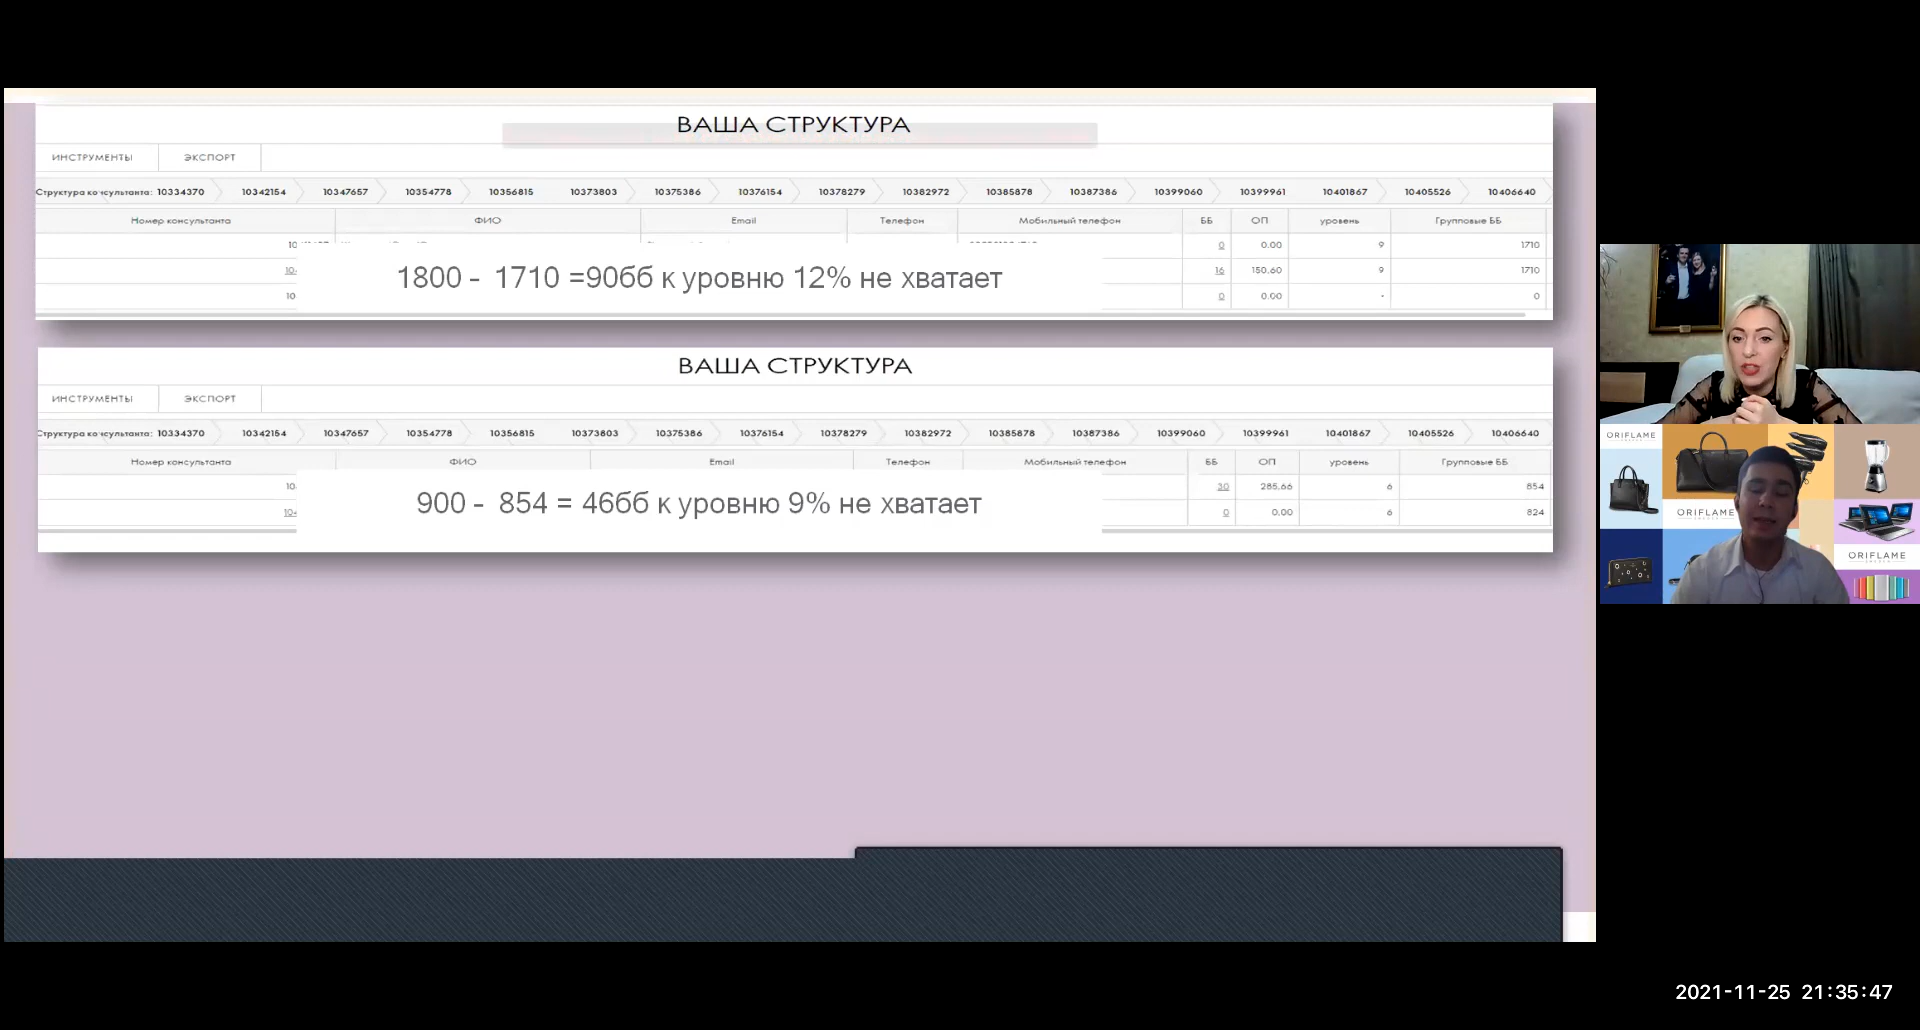 ВАША СТРУКТУРА
ИНСТРУМЕНТЫ ЭКСПОРТ
Структура консультанта: 10334370 10342154 10347657 10354778 10356815 10373803 10375386 10376154 10378279 10382972 10385878 10387386 10399060 10399961 10401867 10405526 10406640
Номер консультанта ФИО Email Телефон Мобильный телефон ББ ОП уровень Групповые ББ
10 0 0.00 9 1710
10 16 150.60 9 1710
10 0 0.00 - 0
1800 - 1710 =90бб к уровню 12% не хватает
ВАША СТРУКТУРА
ИНСТРУМЕНТЫ ЭКСПОРТ
Структура консультанта: 10334370 10342154 10347657 10354778 10356815 10373803 10375386 10376154 10378279 10382972 10385878 10387386 10399060 10399961 10401867 10405526 10406640
Номер консультанта ФИО Email Телефон Мобильный телефон ББ ОП уровень Групповые ББ
10 30 285.66 6 854
10 0 0.00 6 824
900 - 854 = 46бб к уровню 9% не хватает
ORIFLAME
ORIFLAME
ORIFLAME
2021-11-25 21:35:47